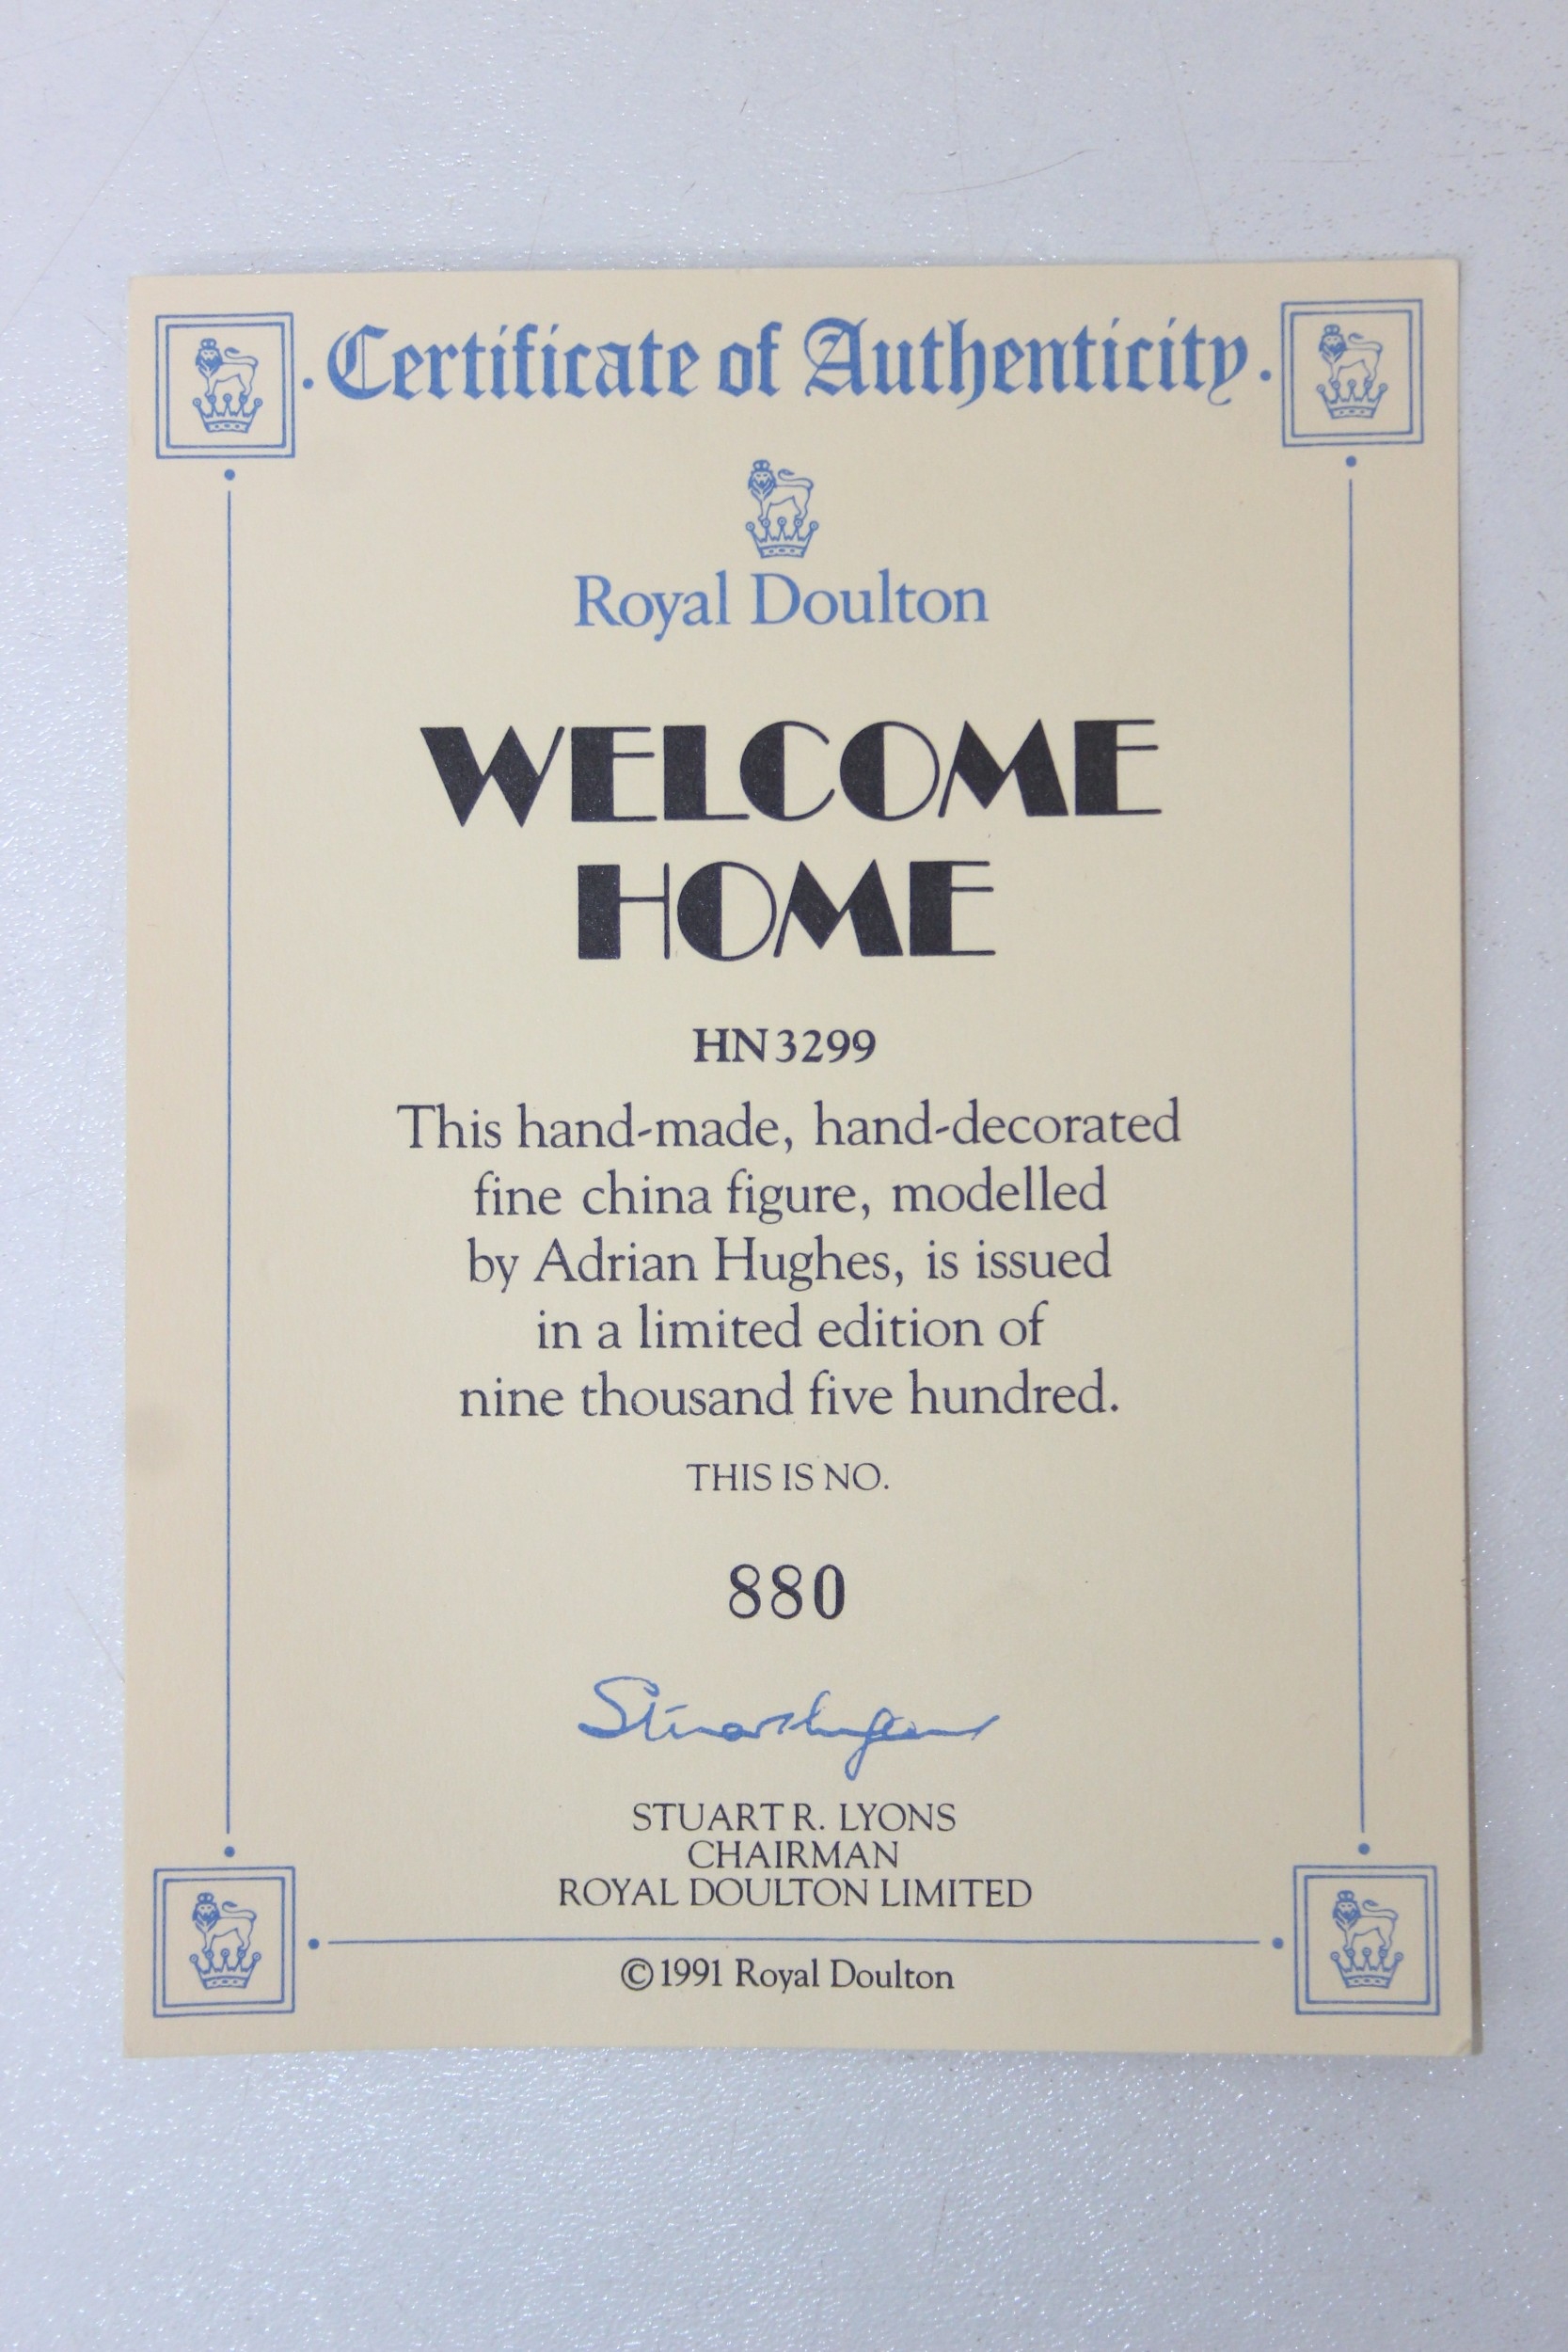 Certificate of Authenticity
Royal Doulton
WELCOME
HOME
HN 3299
This hand-made, hand-decorated
fine china figure, modelled
by Adrian Hughes, is issued
in a limited edition of
nine thousand five hundred.
THIS IS NO.
880
STUART R. LYONS
CHAIRMAN
ROYAL DOULTON LIMITED
©1991 Royal Doulton